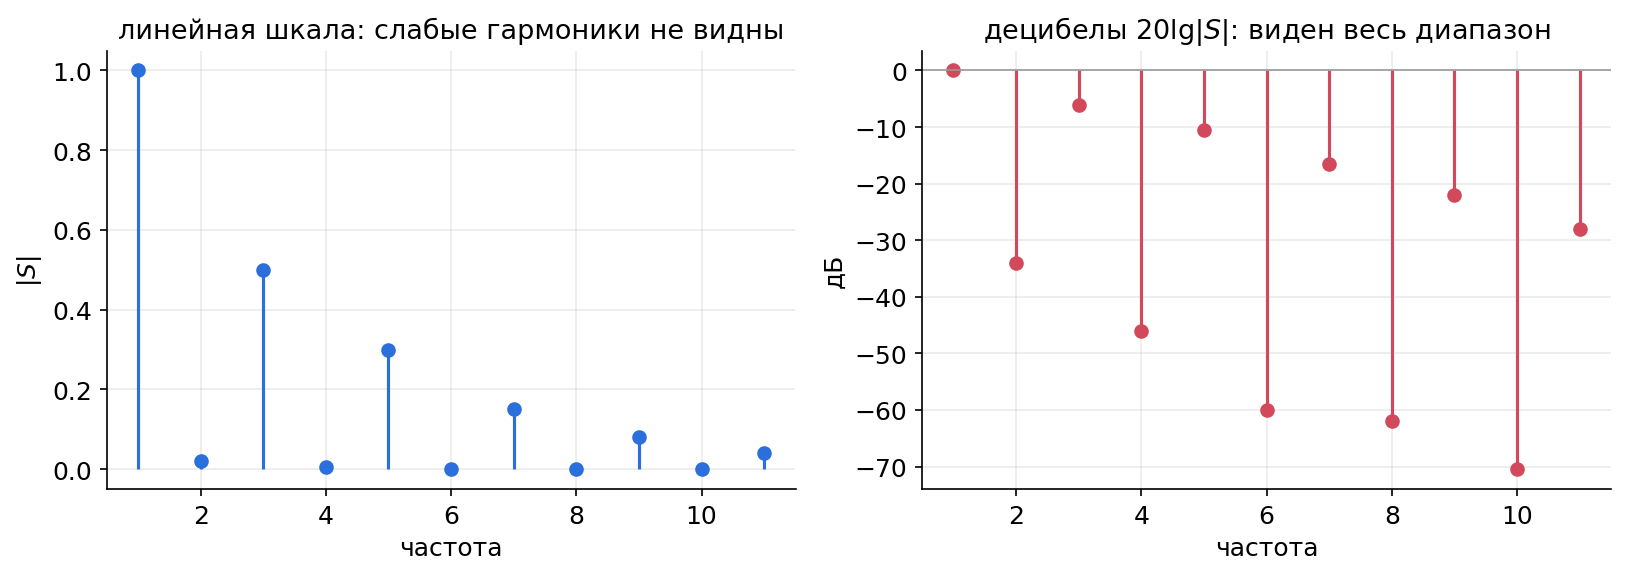 линейная шкала: слабые гармоники не видны
|S|
1.0
0.8
0.6
0.4
0.2
0.0
2 4 6 8 10
частота
децибелы 20lg|S|: виден весь диапазон
дБ
0
−10
−20
−30
−40
−50
−60
−70
2 4 6 8 10
частота